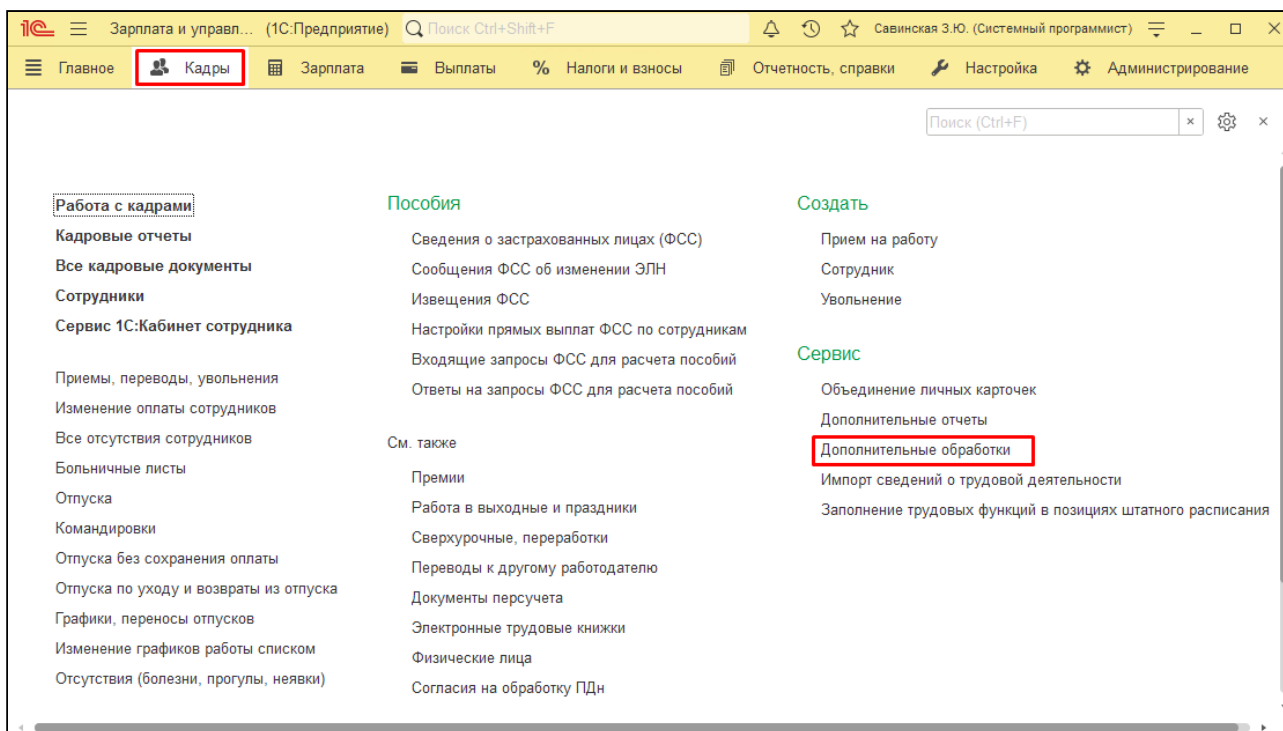 1С Зарплата и управл... (1С:Предприятие) Поиск Ctrl+Shift+F Савинская З.Ю. (Системный программист)
Главное Кадры Зарплата Выплаты % Налоги и взносы Отчетность, справки Настройка Администрирование
Поиск (Ctrl+F)
Работа с кадрами
Кадровые отчеты
Все кадровые документы
Сотрудники
Сервис 1С:Кабинет сотрудника
Приемы, переводы, увольнения
Изменение оплаты сотрудников
Все отсутствия сотрудников
Больничные листы
Отпуска
Командировки
Отпуска без сохранения оплаты
Отпуска по уходу и возвраты из отпуска
Графики, переносы отпусков
Изменение графиков работы списком
Отсутствия (болезни, прогулы, неявки)
Пособия
Сведения о застрахованных лицах (ФСС)
Сообщения ФСС об изменении ЭЛН
Извещения ФСС
Настройки прямых выплат ФСС по сотрудникам
Входящие запросы ФСС для расчета пособий
Ответы на запросы ФСС для расчета пособий
См. также
Премии
Работа в выходные и праздники
Сверхурочные, переработки
Переводы к другому работодателю
Документы персучета
Электронные трудовые книжки
Физические лица
Согласия на обработку ПДн
Создать
Прием на работу
Сотрудник
Увольнение
Сервис
Объединение личных карточек
Дополнительные отчеты
Дополнительные обработки
Импорт сведений о трудовой деятельности
Заполнение трудовых функций в позициях штатного расписания